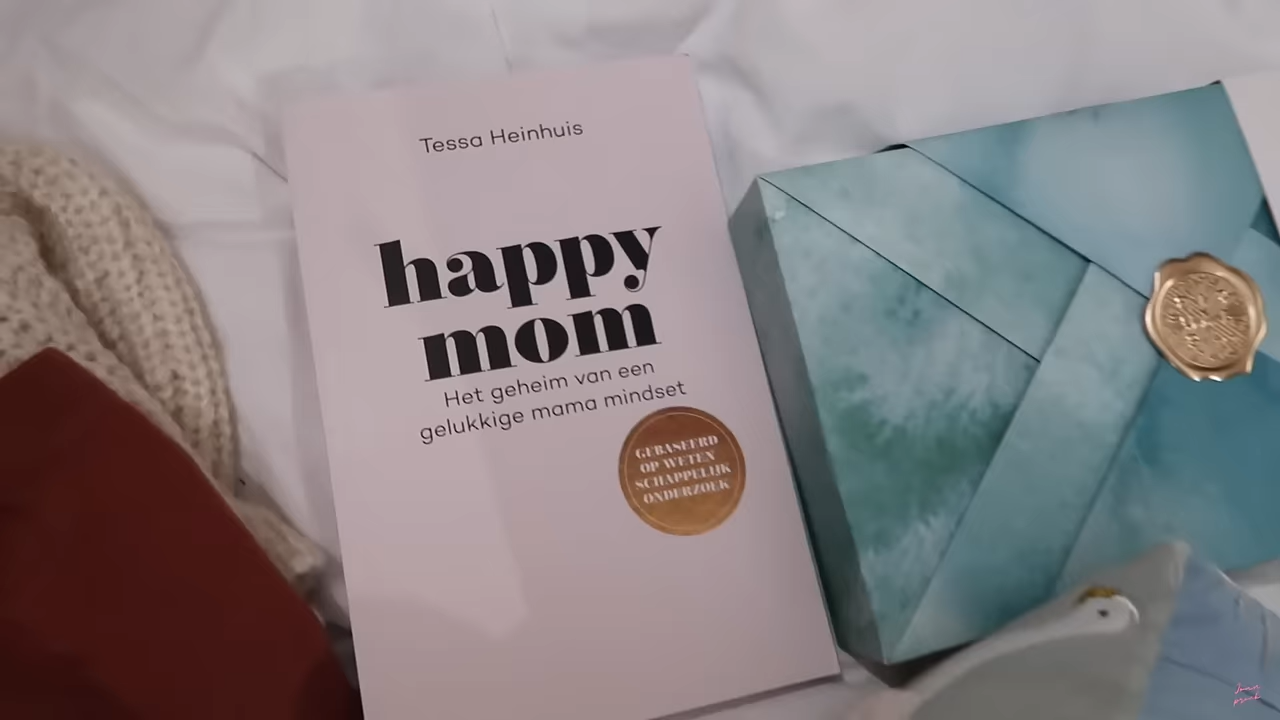 Tessa Heinhuis
happy
mom
Het geheim van een
gelukkige mama mindset
GEBASEERD
OP WETEN
SCHAPPELIJK
ONDERZOEK